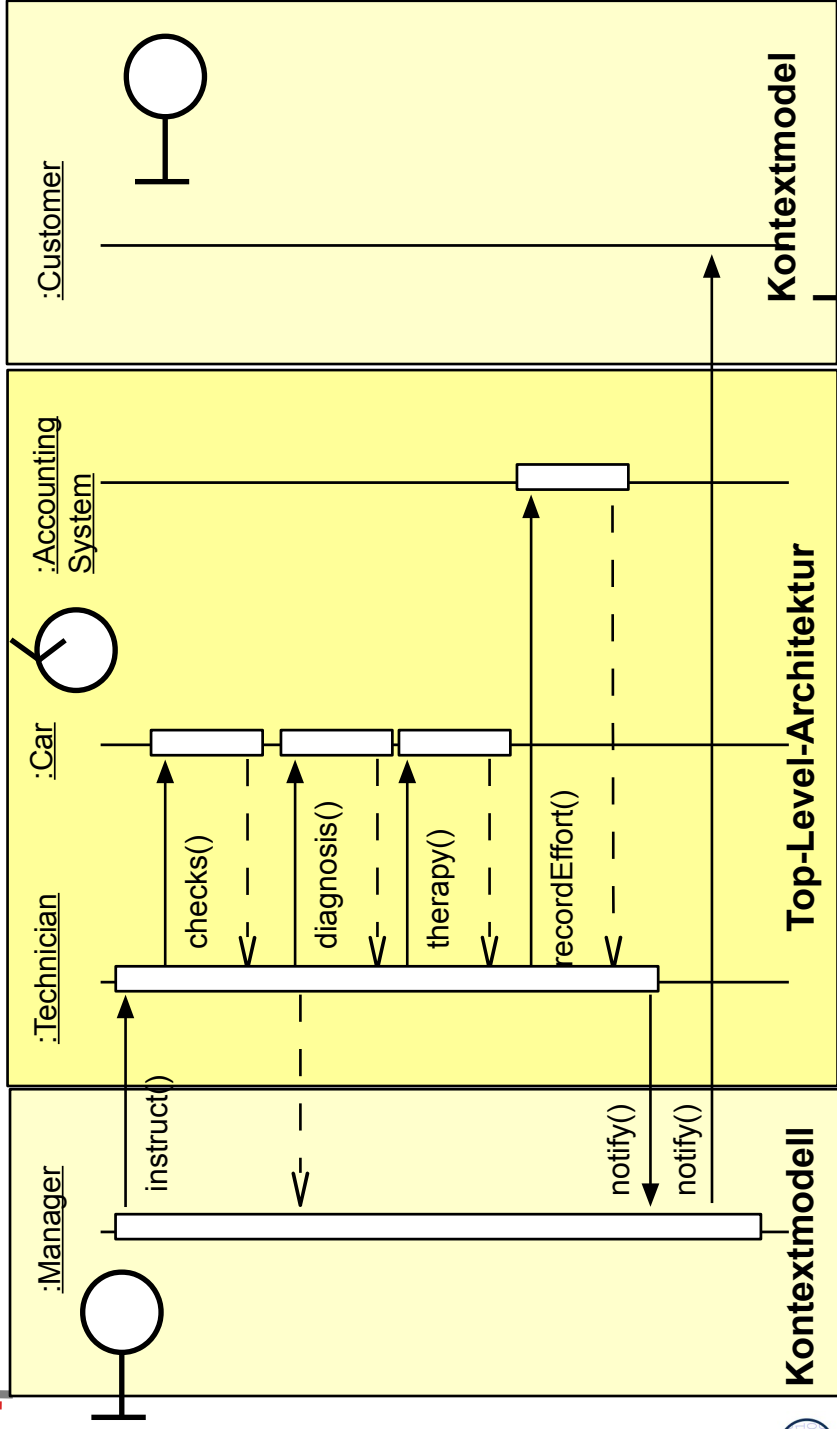 :Manager
:Technician
:Car
:Accounting
System
:Customer
instruct()
checks()
diagnosis()
therapy()
recordEffort()
notify()
notify()
Kontextmodell
Top-Level-Architektur
Kontextmodel
l